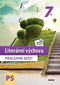 7
Literární výchova
PRACOVNÍ SEŠIT
PS